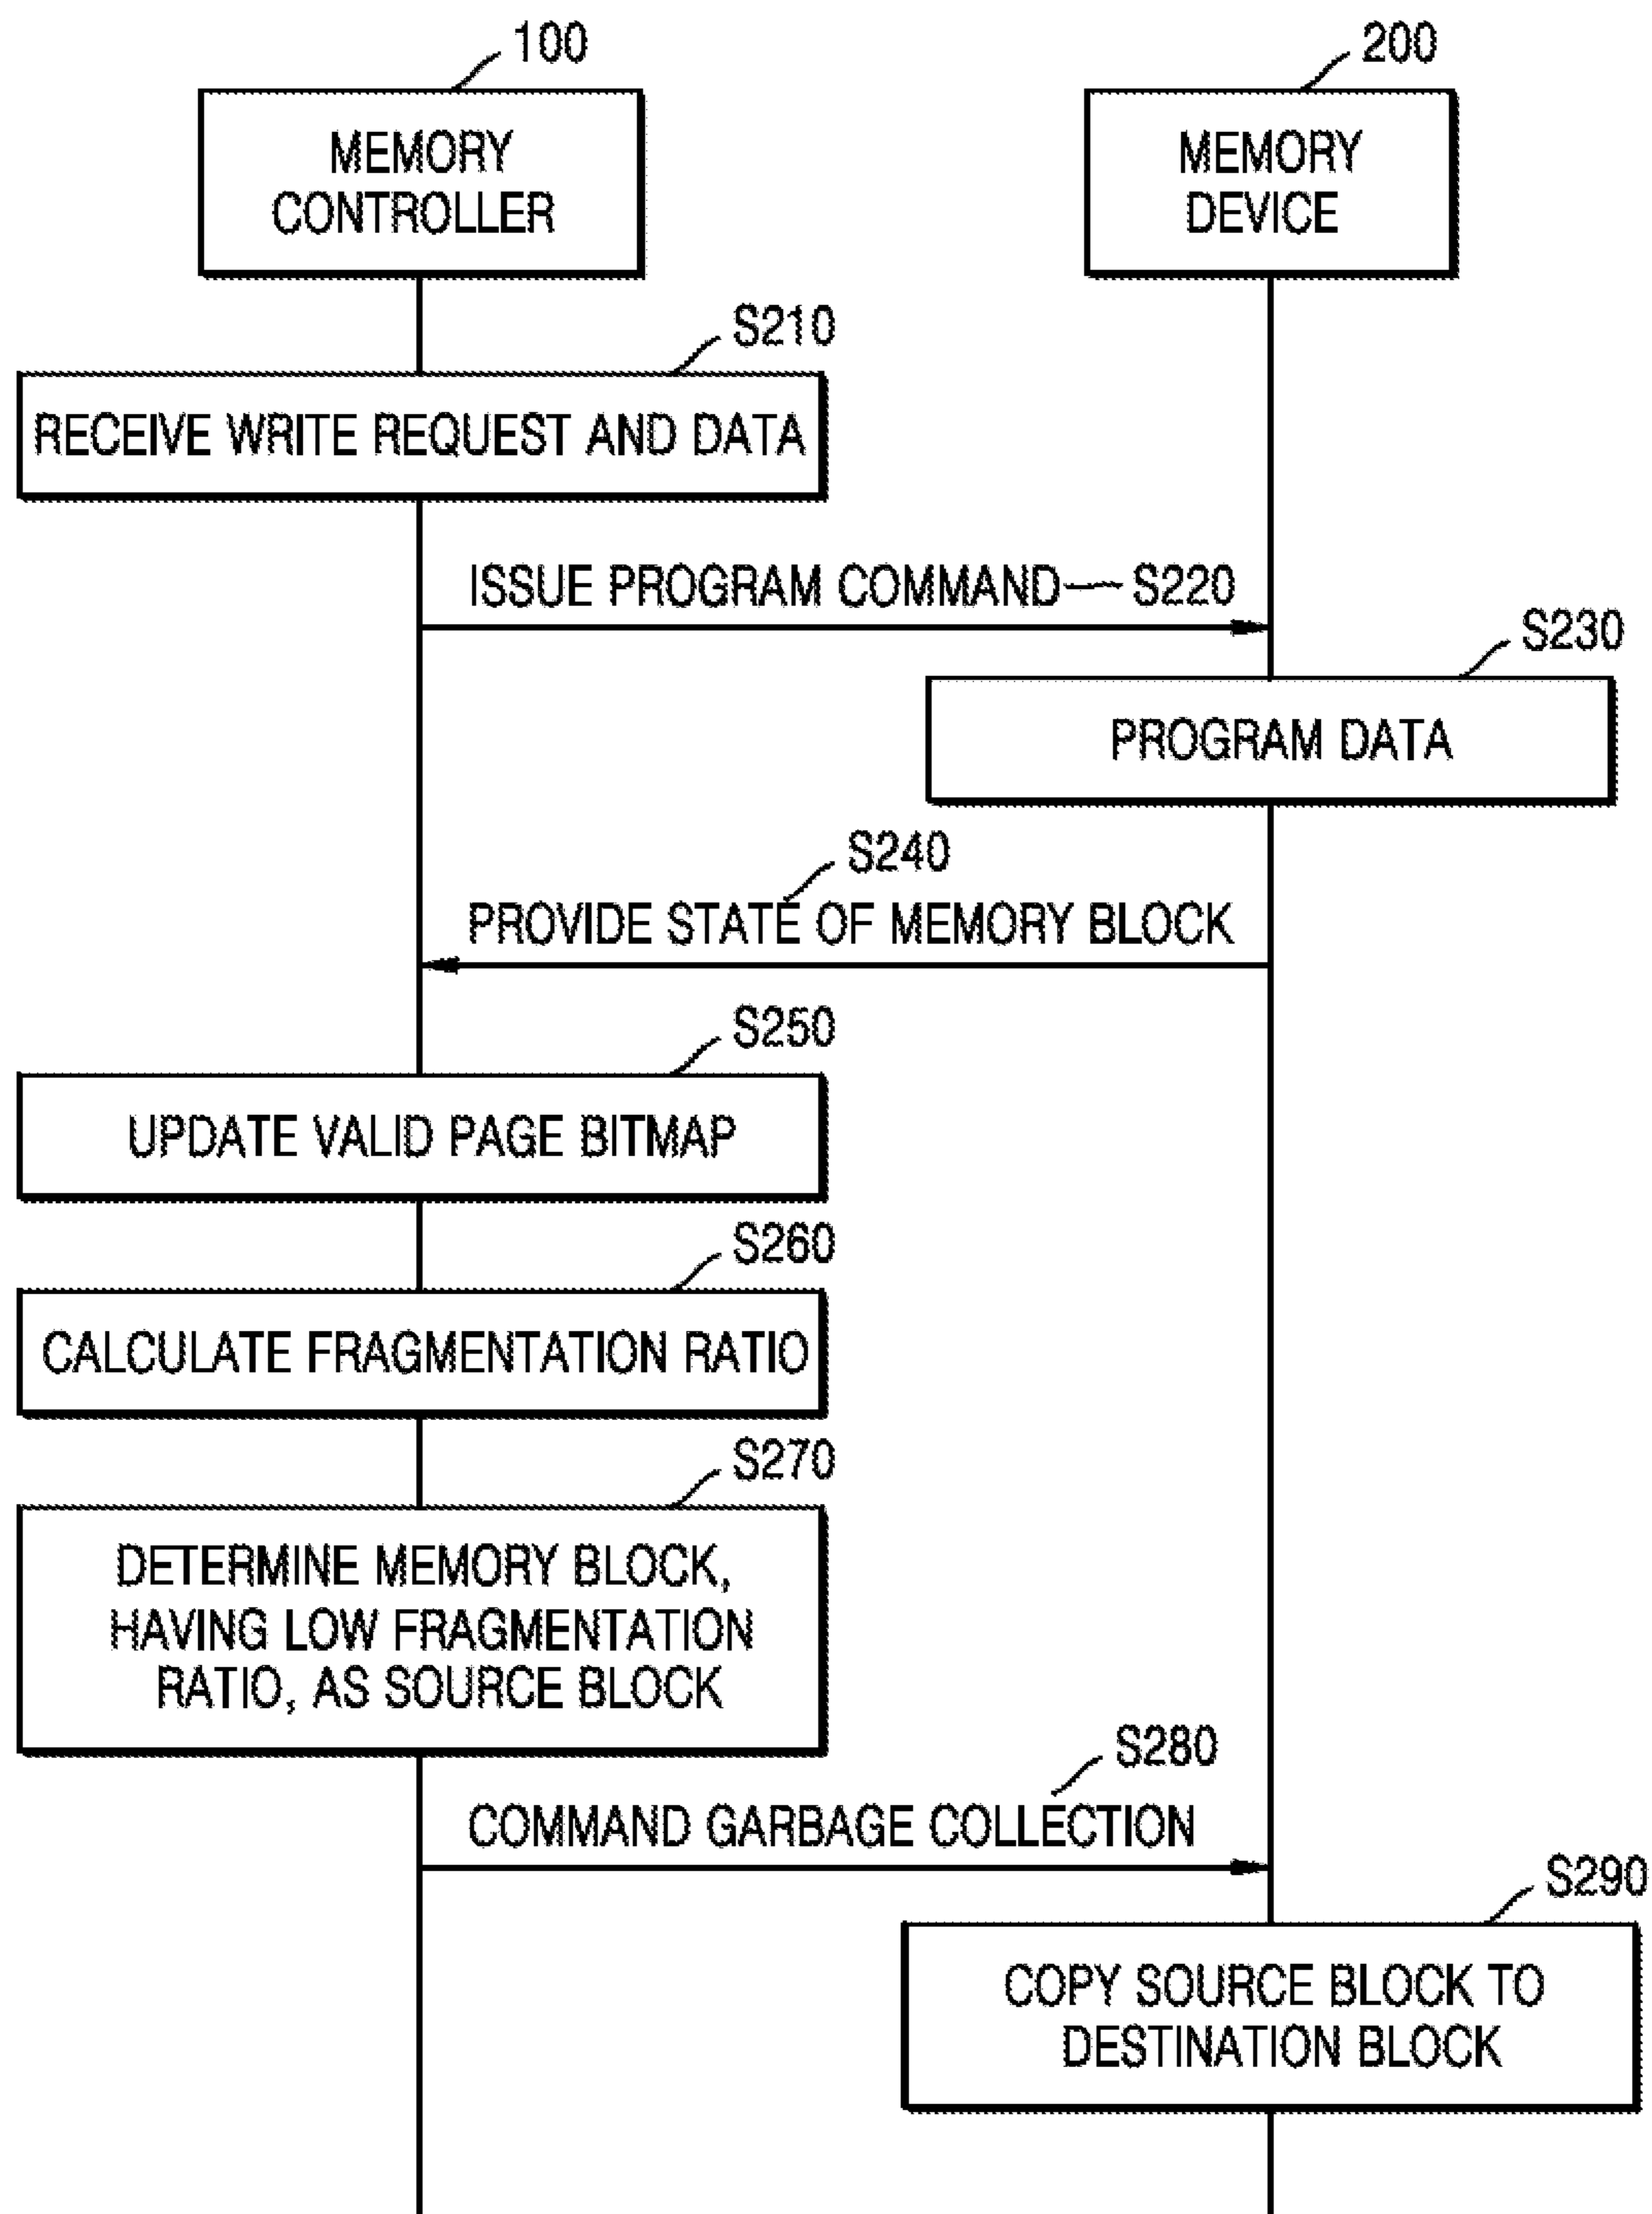 100
200
MEMORY
CONTROLLER
MEMORY
DEVICE
S210
RECEIVE WRITE REQUEST AND DATA
ISSUE PROGRAM COMMAND S220
S230
PROGRAM DATA
S240
PROVIDE STATE OF MEMORY BLOCK
S250
UPDATE VALID PAGE BITMAP
S260
CALCULATE FRAGMENTATION RATIO
S270
DETERMINE MEMORY BLOCK,
HAVING LOW FRAGMENTATION
RATIO, AS SOURCE BLOCK
S280
COMMAND GARBAGE COLLECTION
S290
COPY SOURCE BLOCK TO
DESTINATION BLOCK